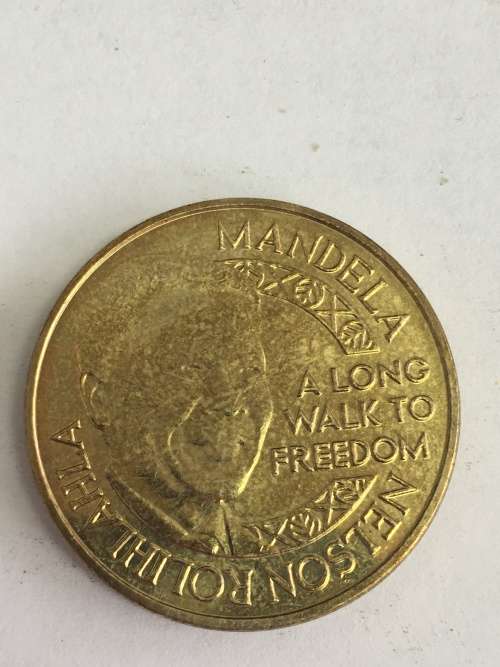 NELSON ROLIHLAHLA
MANDELA
A LONG
WALK TO
FREEDOM